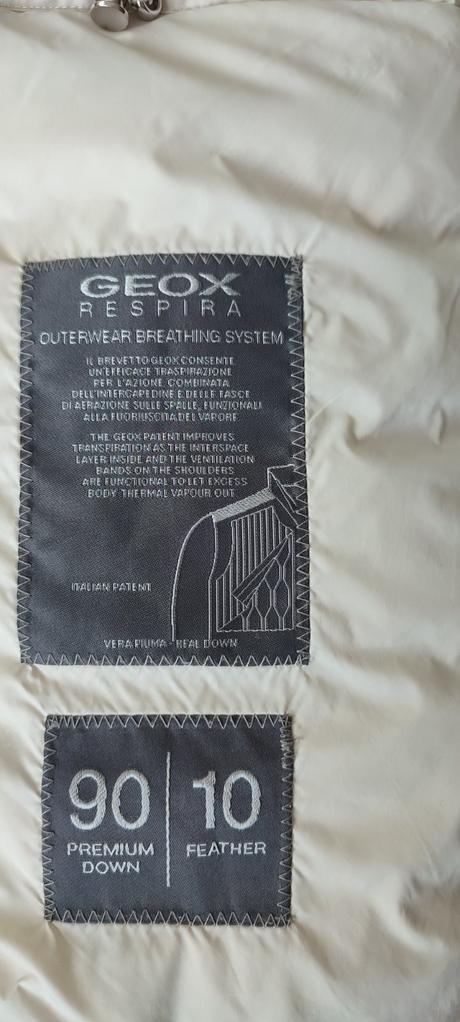 GEOX
RESPIRA
OUTERWEAR BREATHING SYSTEM
IL BREVETTO GEOX CONSENTE
UN'EFFICACE TRASPIRAZIONE
PER L'AZIONE COMBINATA
DELL'INTERCAPEDINE E DELLE FASCE
DI AERAZIONE SULLE SPALLE, FUNZIONALI
ALLA FUORIUSCITA DEL VAPORE
THE GEOX PATENT IMPROVES
TRANSPIRATION AS THE INTERSPACE
LAYER INSIDE AND THE VENTILATION
BANDS ON THE SHOULDERS
ARE FUNCTIONAL TO LET EXCESS
BODY THERMAL VAPOUR OUT
ITALIAN PATENT
VERA PIUMA - REAL DOWN
90 10
PREMIUM FEATHER
DOWN